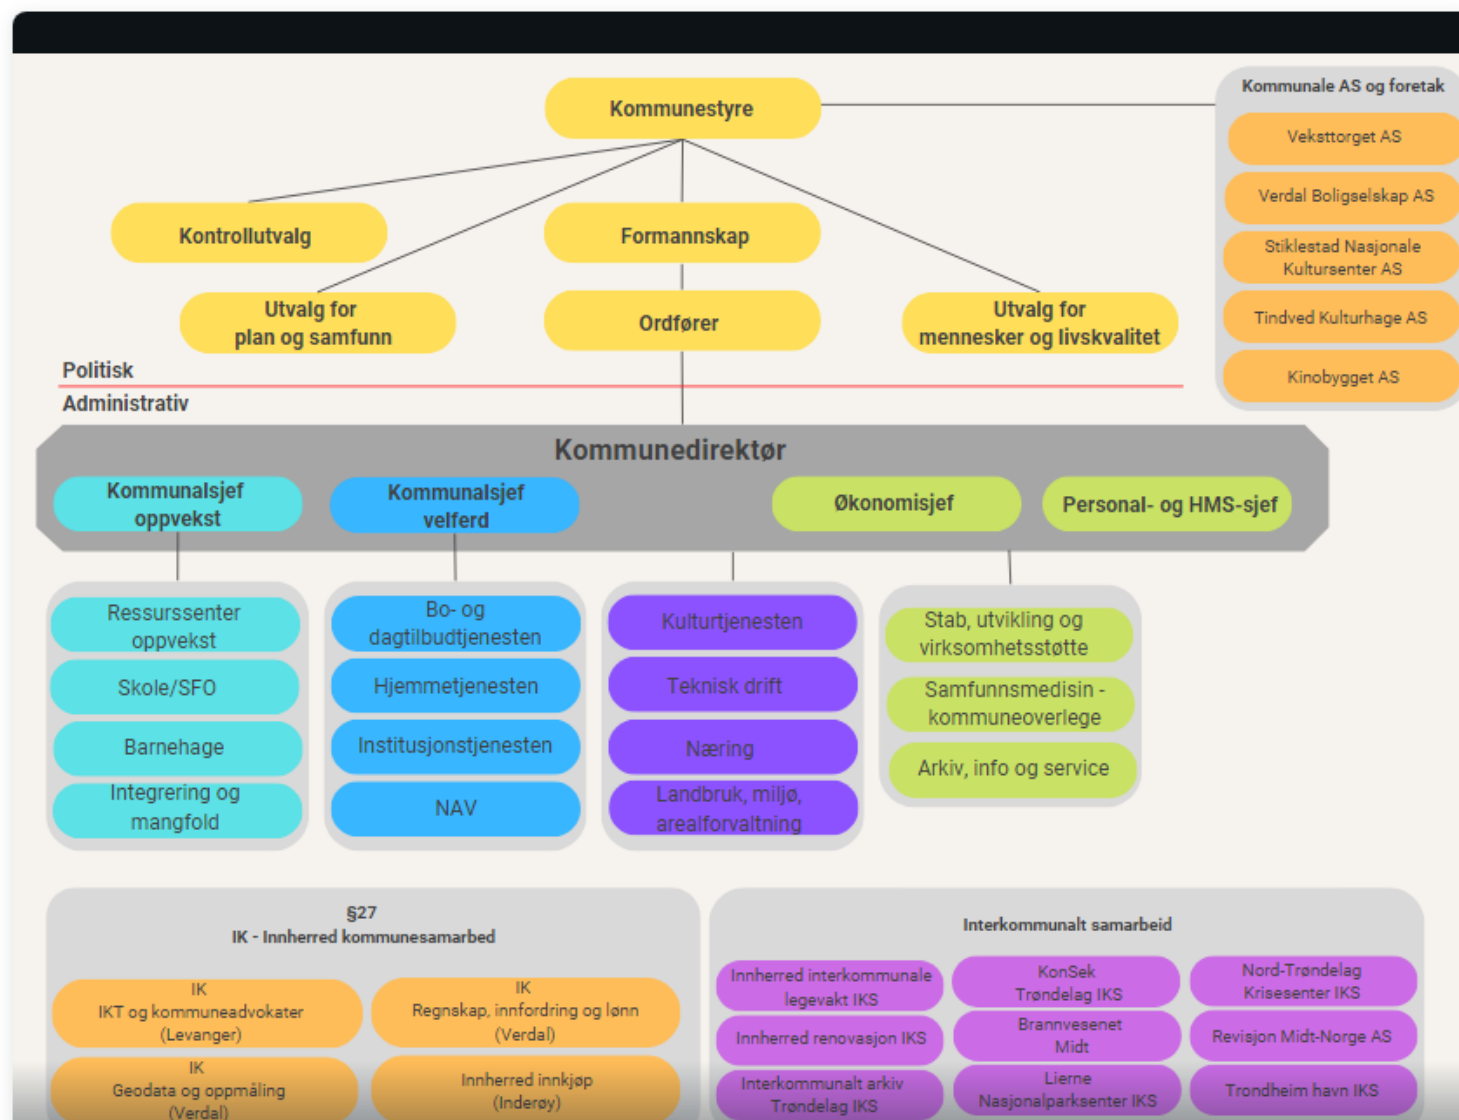 Kommunestyre
Kommunale AS og foretak
Veksttorget AS
Verdal Boligselskap AS
Stiklestad Nasjonale
Kultursenter AS
Tindved Kulturhage AS
Kinobygget AS
Kontrollutvalg
Formannskap
Utvalg for
plan og samfunn
Ordfører
Utvalg for
mennesker og livskvalitet
Politisk
Administrativ
Kommunedirektør
Kommunalsjef
oppvekst
Kommunalsjef
velferd
Økonomisjef
Personal- og HMS-sjef
Ressurssenter
oppvekst
Skole/SFO
Barnehage
Integrering og
mangfold
Bo- og
dagtilbudtjenesten
Hjemmetjenesten
Institusjonstjenesten
NAV
Kulturtjenesten
Teknisk drift
Næring
Landbruk, miljø,
arealforvaltning
Stab, utvikling og
virksomhetsstøtte
Samfunnsmedisin -
kommuneoverlege
Arkiv, info og service
§27
IK - Innherred kommunesamarbed
IK
IKT og kommuneadvokater
(Levanger)
IK
Regnskap, innfordring og lønn
(Verdal)
IK
Geodata og oppmåling
(Verdal)
Innherred innkjøp
(Inderøy)
Interkommunalt samarbeid
Innherred interkommunale
legevakt IKS
KonSek
Trøndelag IKS
Nord-Trøndelag
Krisesenter IKS
Innherred renovasjon IKS
Brannvesenet
Midt
Revisjon Midt-Norge AS
Interkommunalt arkiv
Trøndelag IKS
Lierne
Nasjonalparksenter IKS
Trondheim havn IKS